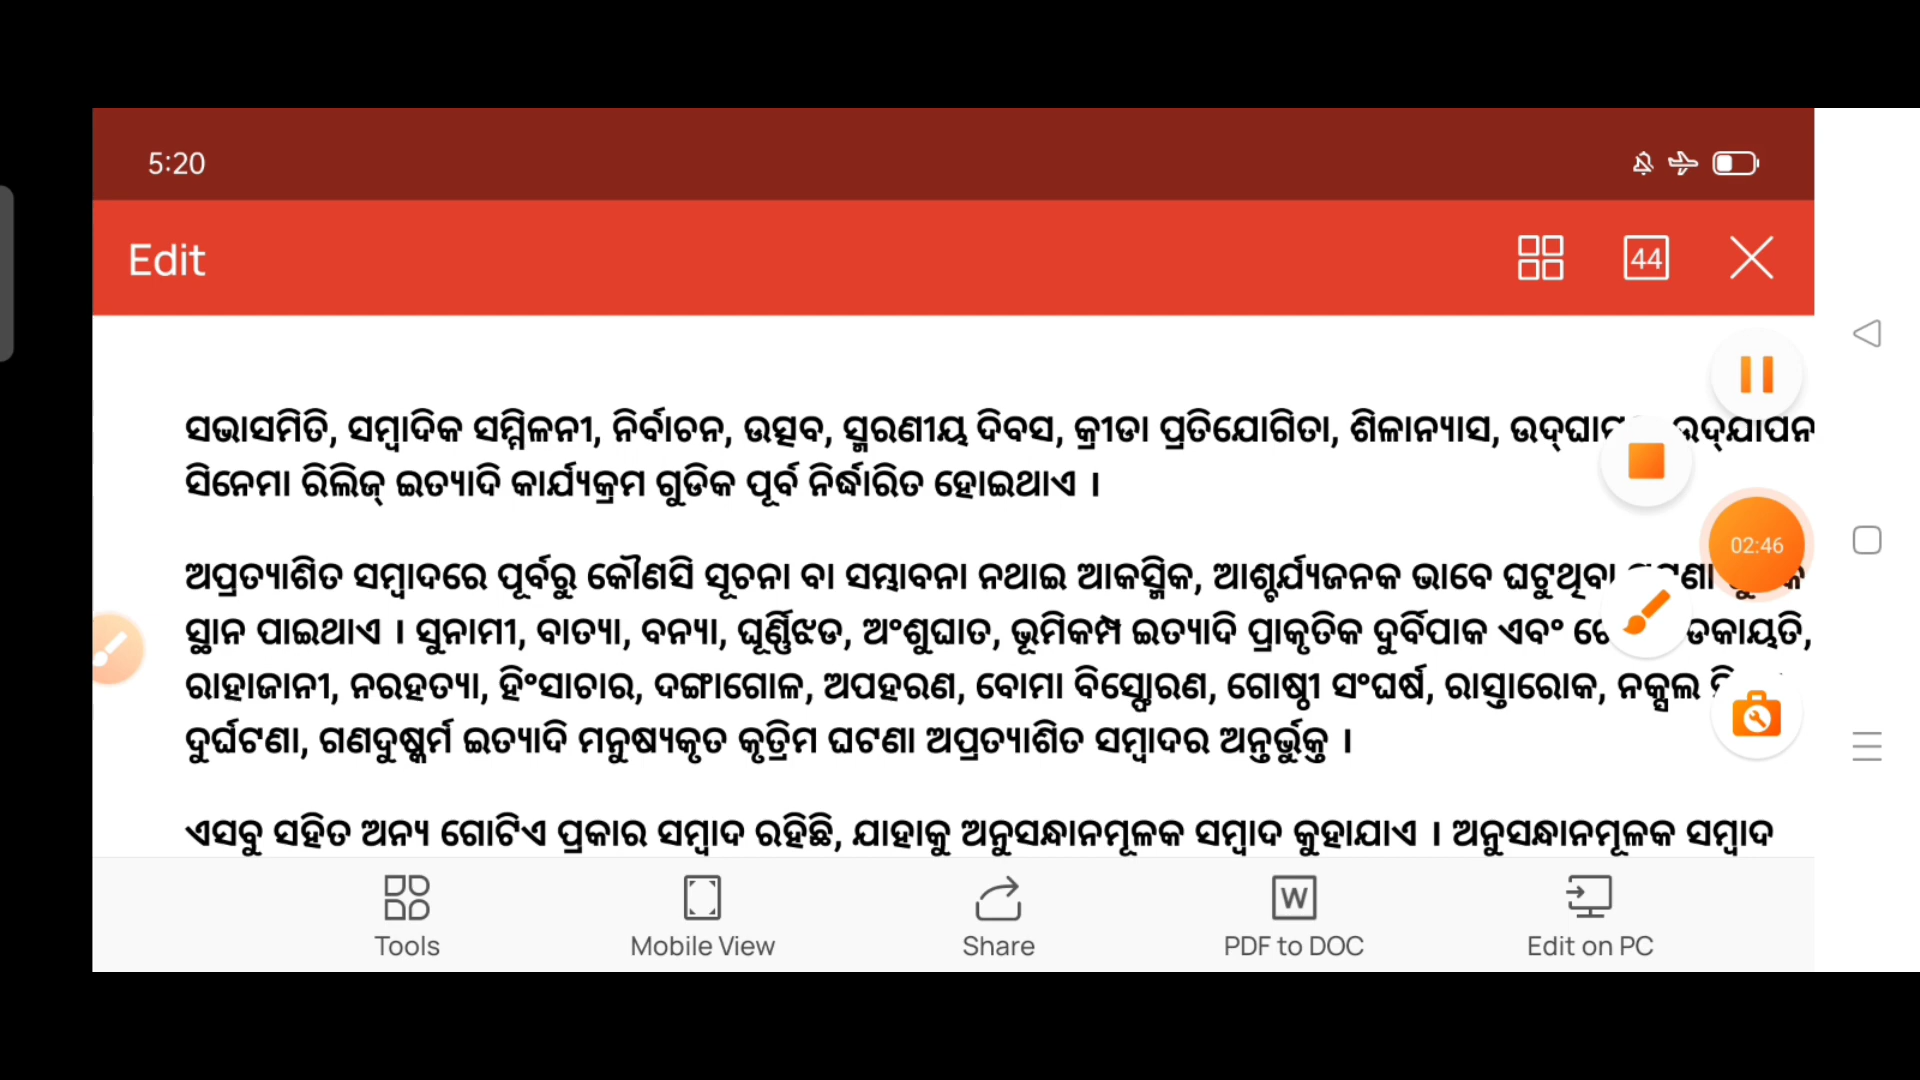 5:20
Edit
44
ସଭାସମିତି, ସମ୍ବାଦିକ ସମ୍ମିଳନୀ, ନିର୍ବାଚନ, ଉତ୍ସବ, ସ୍ମରଣୀୟ ଦିବସ, କ୍ରୀଡା ପ୍ରତିଯୋଗିତା, ଶିଳାନ୍ୟାସ, ଉଦ୍‌ଯାପନ
ସିନେମା ରିଲିଜ୍ ଇତ୍ୟାଦି କାର୍ଯ୍ୟକ୍ରମ ଗୁଡିକ ପୂର୍ବ ନିର୍ଦ୍ଧାରିତ ହୋଇଥାଏ ।
ଅପ୍ରତ୍ୟାଶିତ ସମ୍ବାଦରେ ପୂର୍ବରୁ କୌଣସି ସୂଚନା ବା ସମ୍ଭାବନା ନଥାଇ ଆକସ୍ମିକ, ଆଶ୍ଚର୍ଯ୍ୟଜନକ ଭାବେ ଘଟୁଥିବା
02:46
ସ୍ଥାନ ପାଇଥାଏ । ସୁନାମୀ, ବାତ୍ୟା, ବନ୍ୟା, ଘୂର୍ଣ୍ଣିଝଡ, ଅଂଶୁଘାତ, ଭୂମିକମ୍ପ ଇତ୍ୟାଦି ପ୍ରାକୃତିକ ଦୁର୍ବିପାକ ଏବଂ
ରାହାଜାନୀ, ନରହତ୍ୟା, ହିଂସାଚାର, ଦଙ୍ଗାଗୋଳ, ଅପହରଣ, ବୋମା ବିସ୍ଫୋରଣ, ଗୋଷ୍ଠୀ ସଂଘର୍ଷ, ରାସ୍ତାରୋକ, ନକ୍ସଲ
ଦୁର୍ଘଟଣା, ଗଣଦୁଷ୍କର୍ମ ଇତ୍ୟାଦି ମନୁଷ୍ୟକୃତ କୃତ୍ରିମ ଘଟଣା ଅପ୍ରତ୍ୟାଶିତ ସମ୍ବାଦର ଅନ୍ତର୍ଭୁକ୍ତ ।
ଏସବୁ ସହିତ ଅନ୍ୟ ଗୋଟିଏ ପ୍ରକାର ସମ୍ବାଦ ରହିଛି, ଯାହାକୁ ଅନୁସନ୍ଧାନମୂଳକ ସମ୍ବାଦ କୁହାଯାଏ । ଅନୁସନ୍ଧାନମୂଳକ ସମ୍ବାଦ
Tools
Mobile View
Share
W
PDF to DOC
Edit on PC